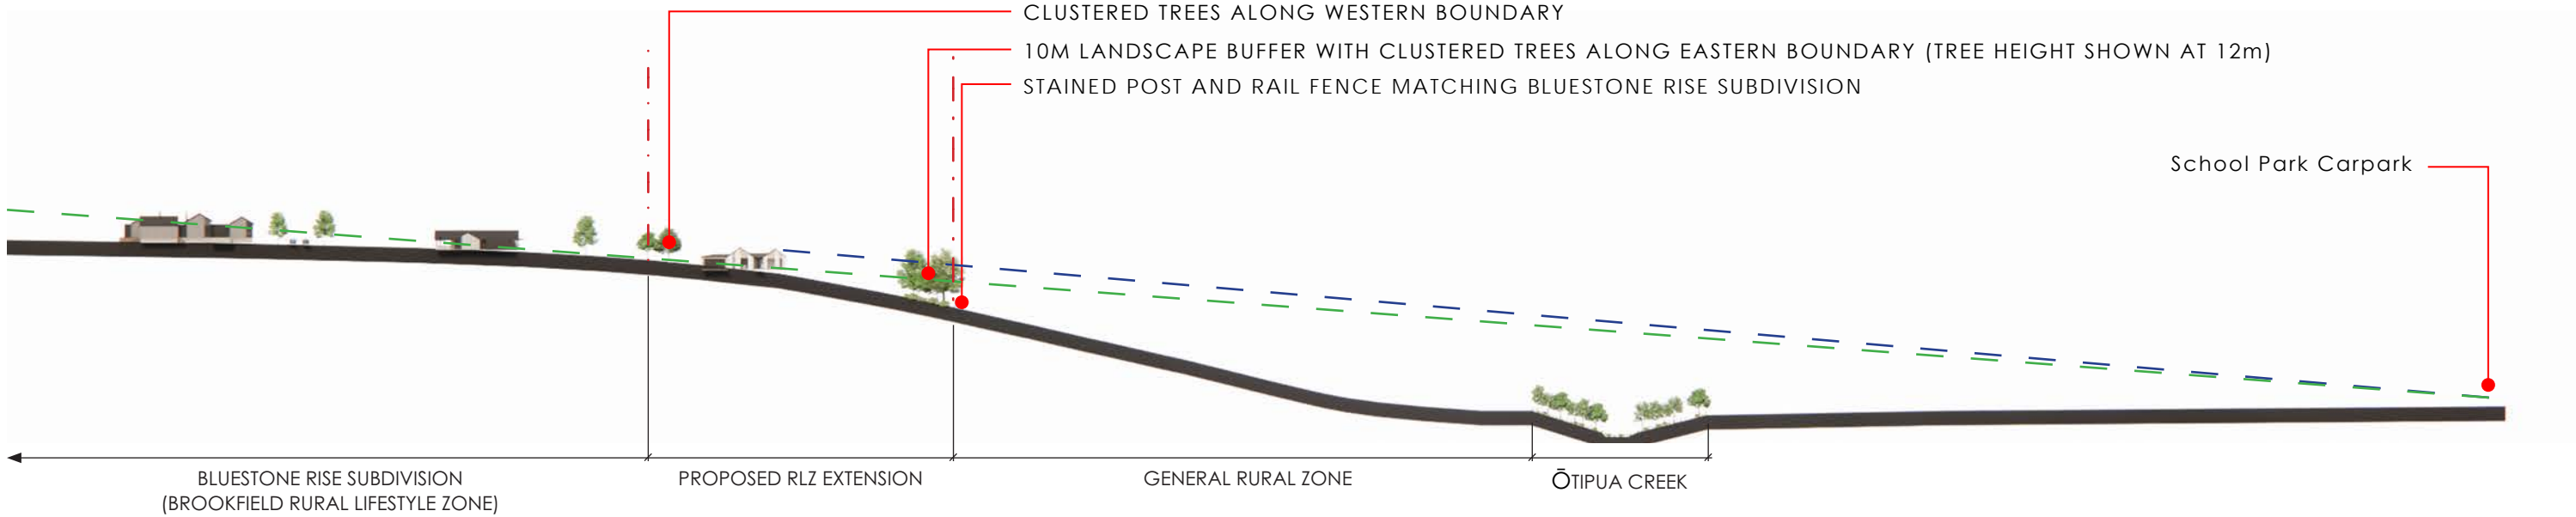 CLUSTERED TREES ALONG WESTERN BOUNDARY
10M LANDSCAPE BUFFER WITH CLUSTERED TREES ALONG EASTERN BOUNDARY (TREE HEIGHT SHOWN AT 12m)
STAINED POST AND RAIL FENCE MATCHING BLUESTONE RISE SUBDIVISION
School Park Carpark
BLUESTONE RISE SUBDIVISION
(BROOKFIELD RURAL LIFESTYLE ZONE)
PROPOSED RLZ EXTENSION
GENERAL RURAL ZONE
ŌTIPUA CREEK